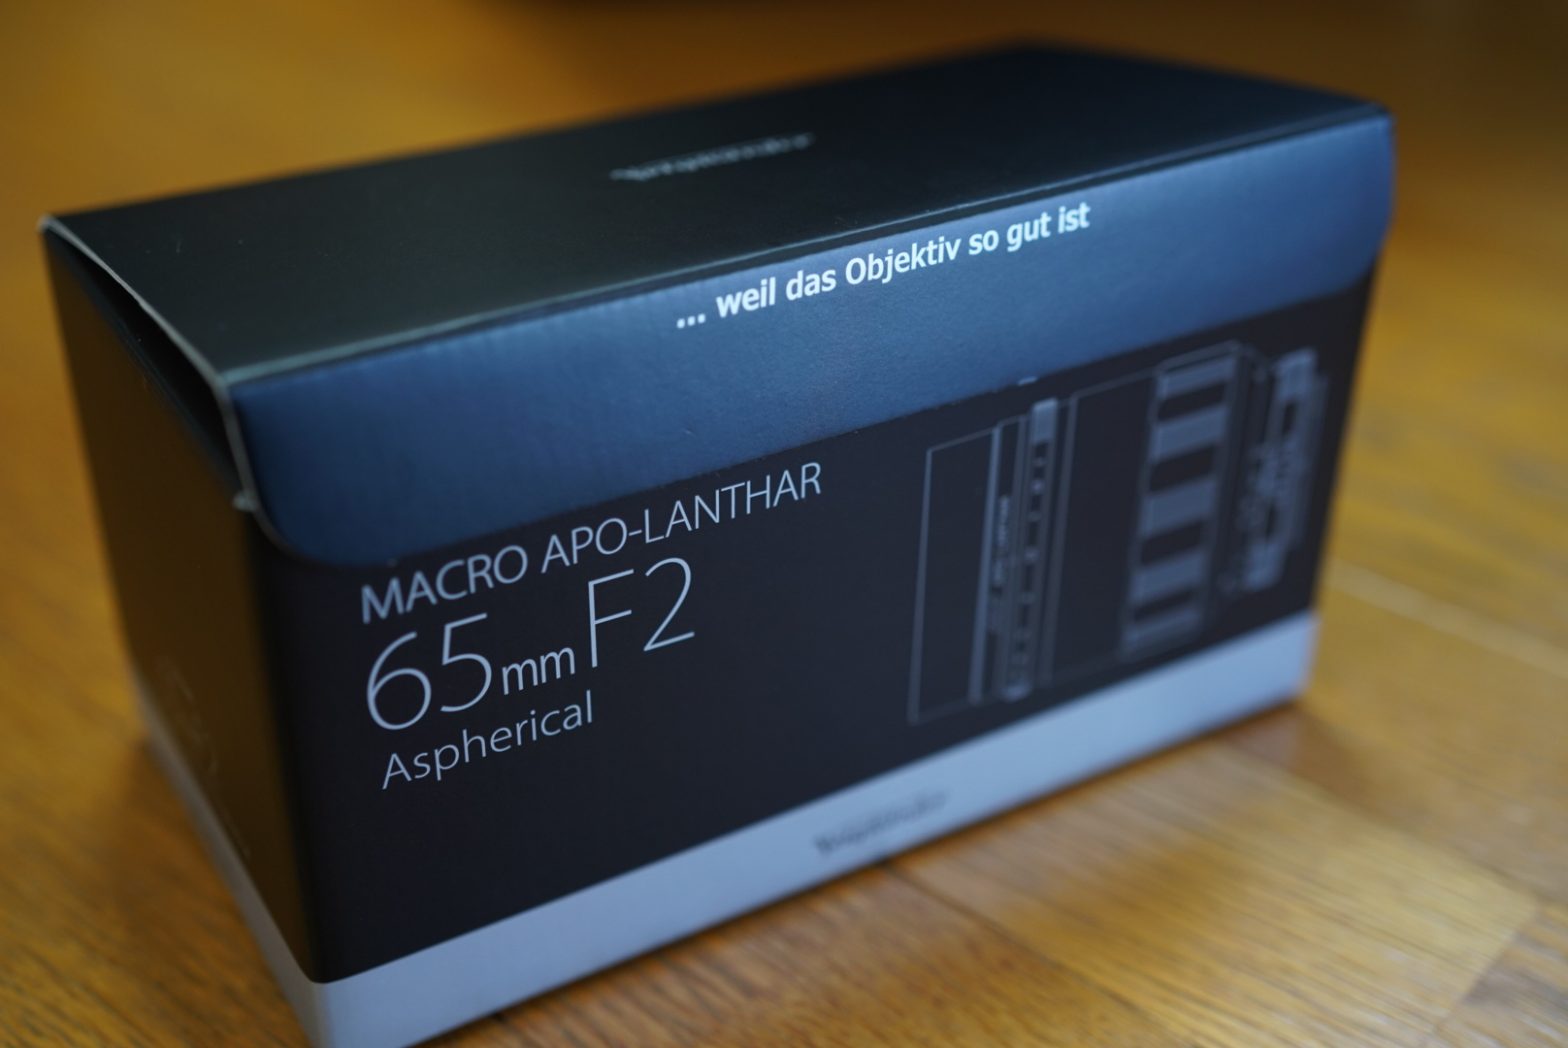 ... weil das Objektiv so gut ist
MACRO APO-LANTHAR
65mm F2
Aspherical